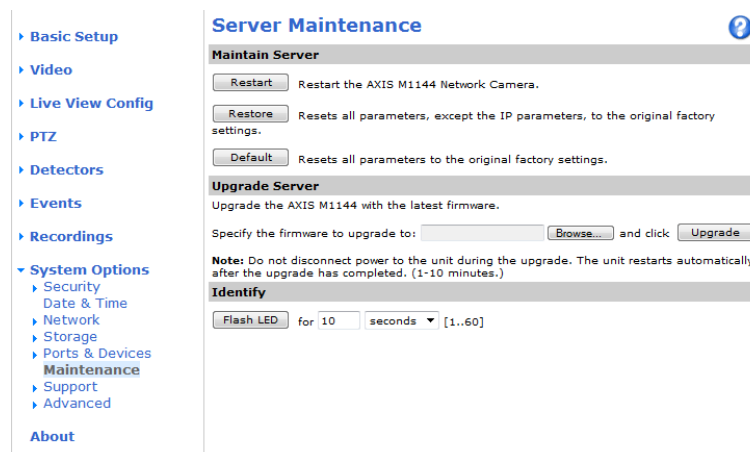 Basic Setup
Video
Live View Config
PTZ
Detectors
Events
Recordings
System Options
Security
Date & Time
Network
Storage
Ports & Devices
Maintenance
Support
Advanced
About
Server Maintenance
?
Maintain Server
Restart Restart the AXIS M1144 Network Camera.
Restore Resets all parameters, except the IP parameters, to the original factory
settings.
Default Resets all parameters to the original factory settings.
Upgrade Server
Upgrade the AXIS M1144 with the latest firmware.
Specify the firmware to upgrade to: Browse... and click Upgrade
Note: Do not disconnect power to the unit during the upgrade. The unit restarts automatically
after the upgrade has completed. (1-10 minutes.)
Identify
Flash LED for 10 seconds [1..60]